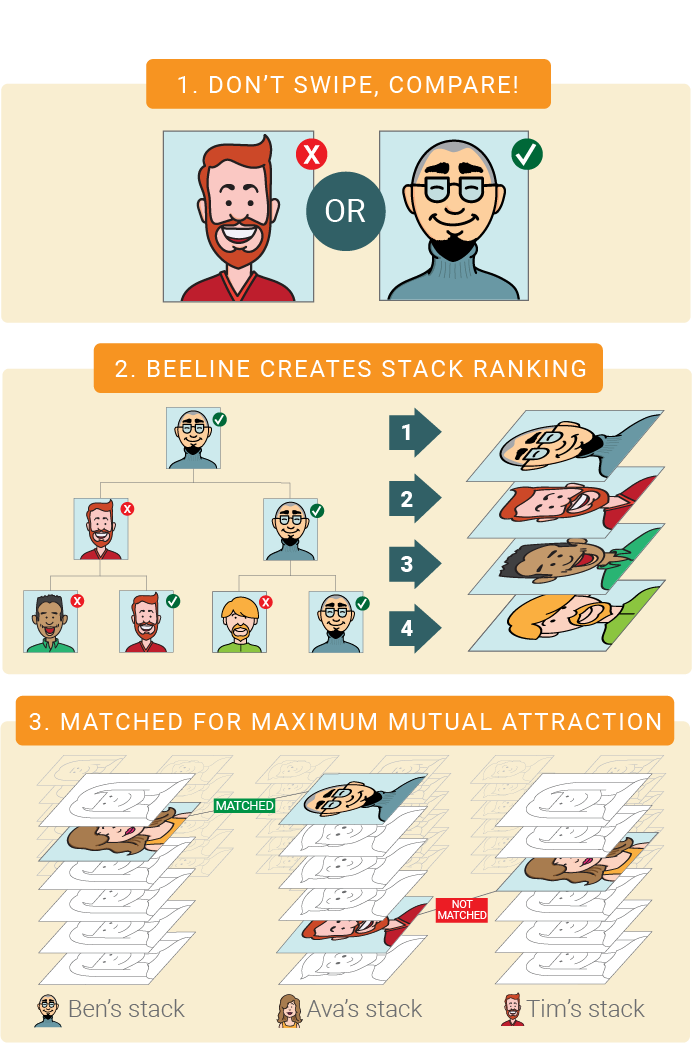 1. DON'T SWIPE, COMPARE!
X
OR
2. BEELINE CREATES STACK RANKING
1
X
2
3
X
X
4
3. MATCHED FOR MAXIMUM MUTUAL ATTRACTION
MATCHED
NOT
MATCHED
Ben's stack
Ava's stack
Tim's stack